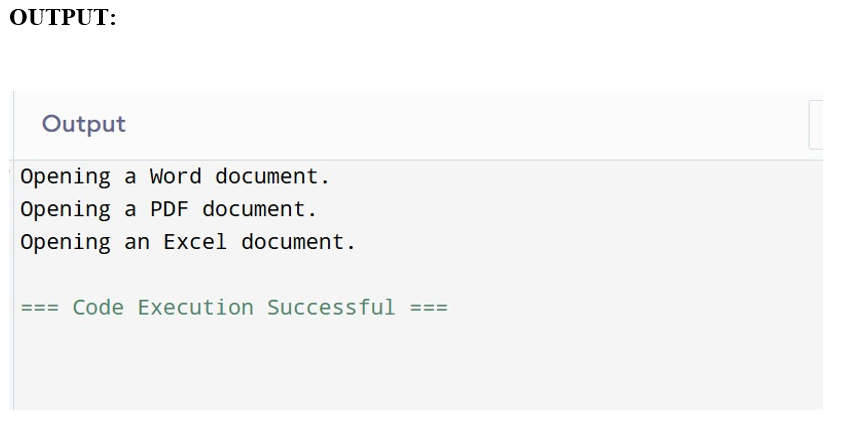 OUTPUT:
Output
Opening a Word document.
Opening a PDF document.
Opening an Excel document.
=== Code Execution Successful ===